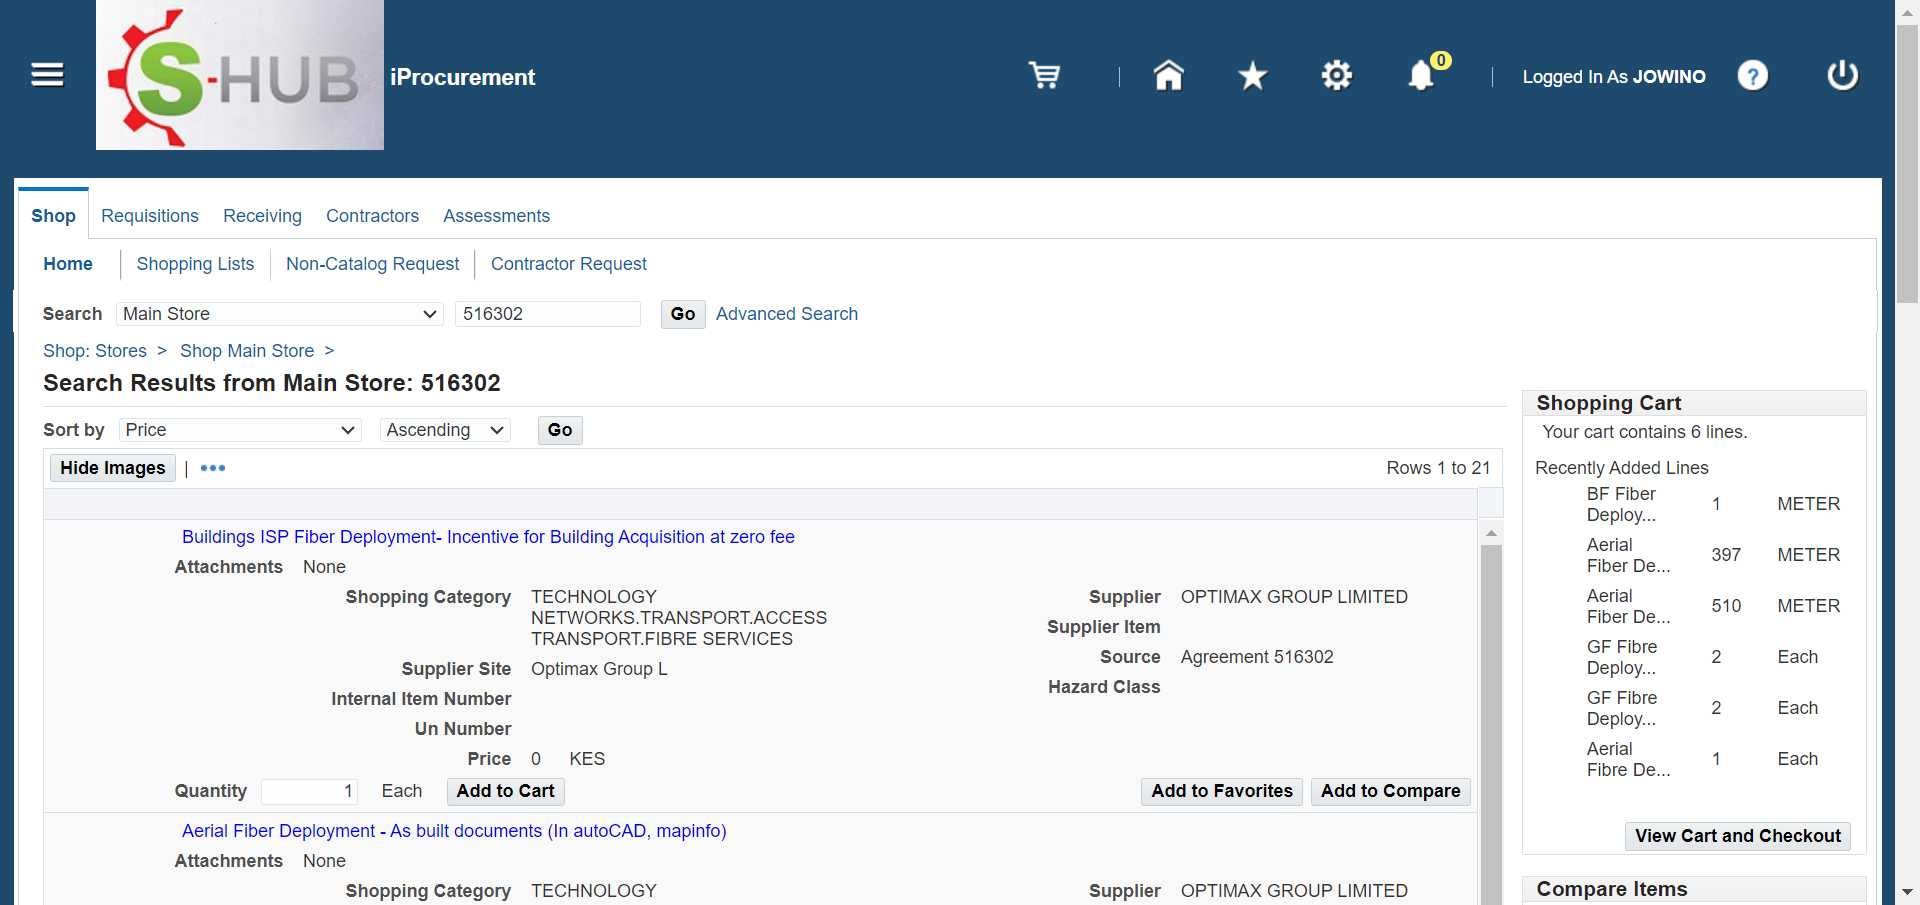 S-HUB
iProcurement
0
Logged In As JOWINO
?
Shop
Requisitions
Receiving
Contractors
Assessments
Home
Shopping Lists
Non-Catalog Request
Contractor Request
Search
Main Store
516302
Go
Advanced Search
Shop: Stores >
Shop Main Store >
Search Results from Main Store: 516302
Sort by
Price
Ascending
Go
Hide Images
|
Rows 1 to 21
Buildings ISP Fiber Deployment- Incentive for Building Acquisition at zero fee
Attachments None
Shopping Category TECHNOLOGY
NETWORKS.TRANSPORT.ACCESS
TRANSPORT.FIBRE SERVICES
Supplier Site Optimax Group L
Internal Item Number
Un Number
Price 0 KES
Supplier OPTIMAX GROUP LIMITED
Supplier Item
Source Agreement 516302
Hazard Class
Quantity 1 Each Add to Cart
Add to Favorites
Add to Compare
Aerial Fiber Deployment - As built documents (In autoCAD, mapinfo)
Attachments None
Shopping Category TECHNOLOGY
Supplier OPTIMAX GROUP LIMITED
Shopping Cart
Your cart contains 6 lines.
Recently Added Lines
BF Fiber
Deploy... 1 METER
Aerial
Fiber De... 397 METER
Aerial
Fiber De... 510 METER
GF Fibre
Deploy... 2 Each
GF Fibre
Deploy... 2 Each
Aerial
Fibre De... 1 Each
View Cart and Checkout
Compare Items